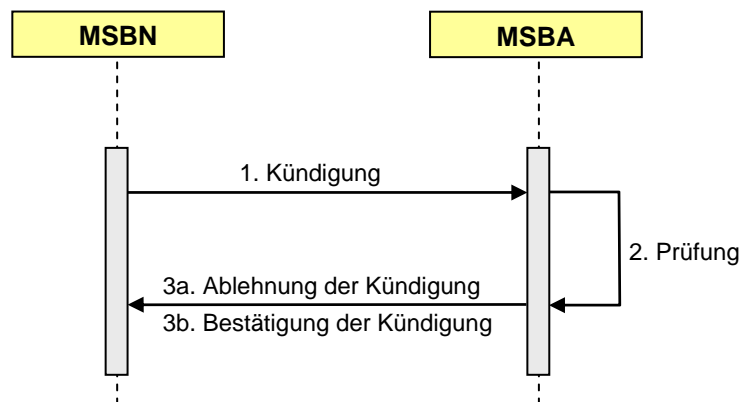 MSBN
MSBA
1. Kündigung
2. Prüfung
3a. Ablehnung der Kündigung
3b. Bestätigung der Kündigung